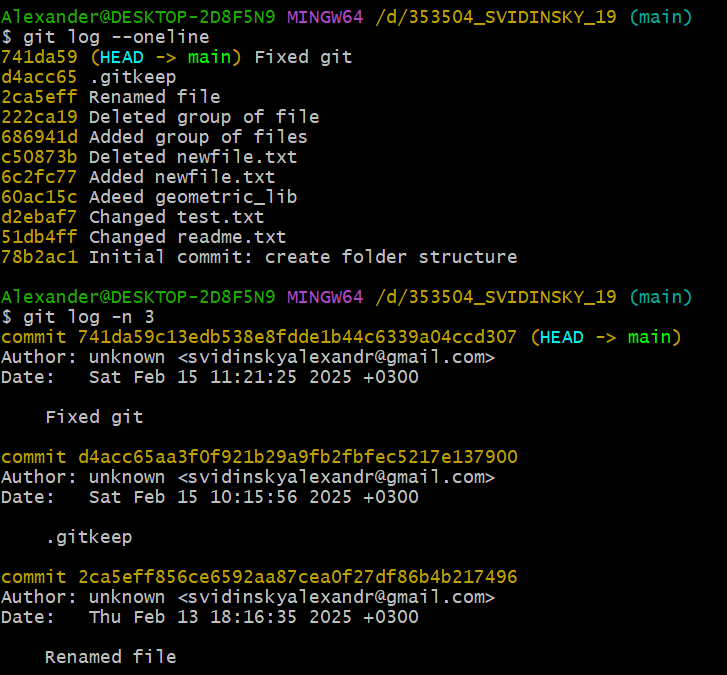 Alexander@DESKTOP-2D8F5N9 MINGW64 /d/353504_SVIDINSKY_19 (main)
$ git log --oneline
741da59 (HEAD -> main) Fixed git
d4acc65 .gitkeep
2ca5eff Renamed file
222ca19 Deleted group of file
686941d Added group of files
c50873b Deleted newfile.txt
6c2fc77 Added newfile.txt
60ac15c Adeed geometric_lib
d2ebaf7 Changed test.txt
51db4ff Changed readme.txt
78b2ac1 Initial commit: create folder structure
Alexander@DESKTOP-2D8F5N9 MINGW64 /d/353504_SVIDINSKY_19 (main)
$ git log -n 3
commit 741da59c13edb538e8fdde1b44c6339a04ccd307 (HEAD -> main)
Author: unknown <svidinskyalexandr@gmail.com>
Date:   Sat Feb 15 11:21:25 2025 +0300
Fixed git
commit d4acc65aa3f0f921b29a9fb2fbfec5217e137900
Author: unknown <svidinskyalexandr@gmail.com>
Date:   Sat Feb 15 10:15:56 2025 +0300
.gitkeep
commit 2ca5eff856ce6592aa87cea0f27df86b4b217496
Author: unknown <svidinskyalexandr@gmail.com>
Date:   Thu Feb 13 18:16:35 2025 +0300
Renamed file